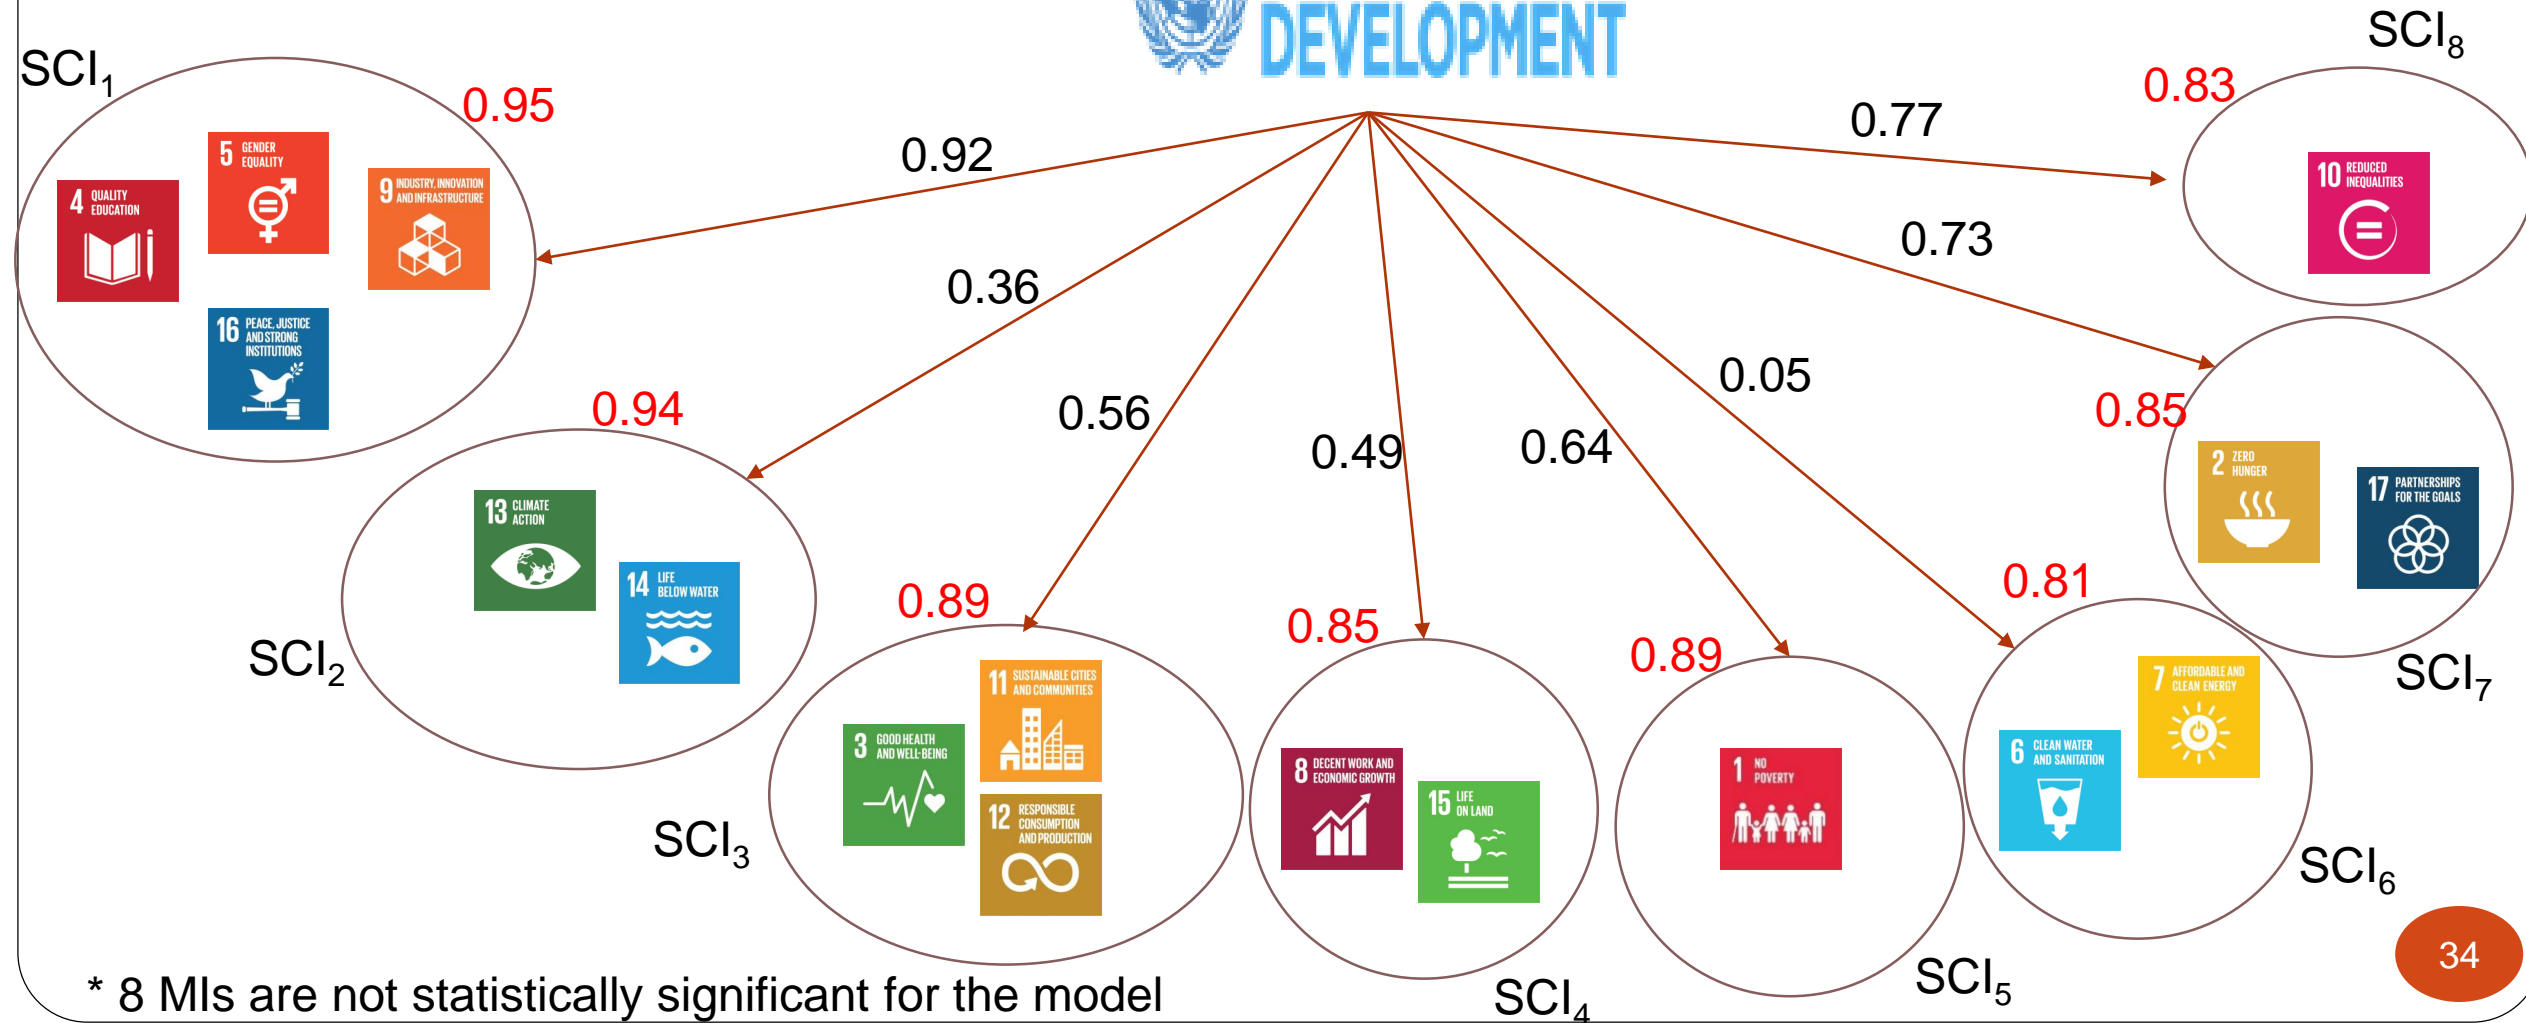 DEVELOPMENT
SCI₈
SCI₁
0.83
0.95
0.77
0.92
5 GENDER
EQUALITY
10 REDUCED
INEQUALITIES
9 INDUSTRY, INNOVATION
AND INFRASTRUCTURE
4 QUALITY
EDUCATION
0.73
0.36
16 PEACE, JUSTICE
AND STRONG
INSTITUTIONS
0.05
0.94
0.56
0.85
0.49
0.64
2 ZERO
HUNGER
17 PARTNERSHIPS
FOR THE GOALS
13 CLIMATE
ACTION
14 LIFE
BELOW WATER
0.89
0.81
0.85
0.89
SCI₂
SCI₇
11 SUSTAINABLE CITIES
AND COMMUNITIES
7 AFFORDABLE AND
CLEAN ENERGY
3 GOOD HEALTH
AND WELL-BEING
6 CLEAN WATER
AND SANITATION
8 DECENT WORK AND
ECONOMIC GROWTH
1 NO
POVERTY
15 LIFE
ON LAND
12 RESPONSIBLE
CONSUMPTION
AND PRODUCTION
SCI₃
SCI₆
34
SCI₅
SCI₄
* 8 MIs are not statistically significant for the model